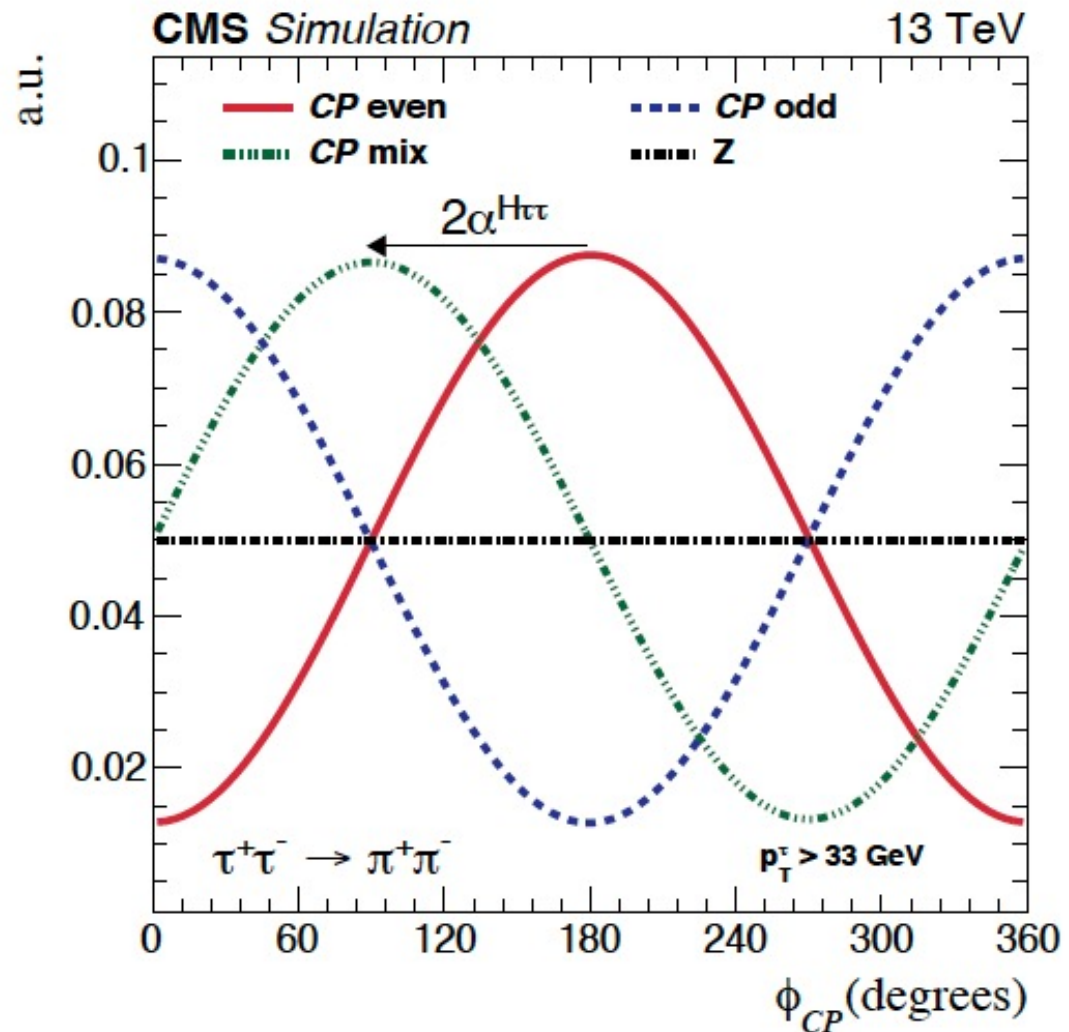 CMS Simulation 13 TeV
a.u.
CP even CP odd
CP mix Z
0.1
2α^Hττ
0.08
0.06
0.04
0.02
τ⁺τ⁻ → π⁺π⁻ p_T^τ > 33 GeV
0 60 120 180 240 300 360
ϕ_CP (degrees)